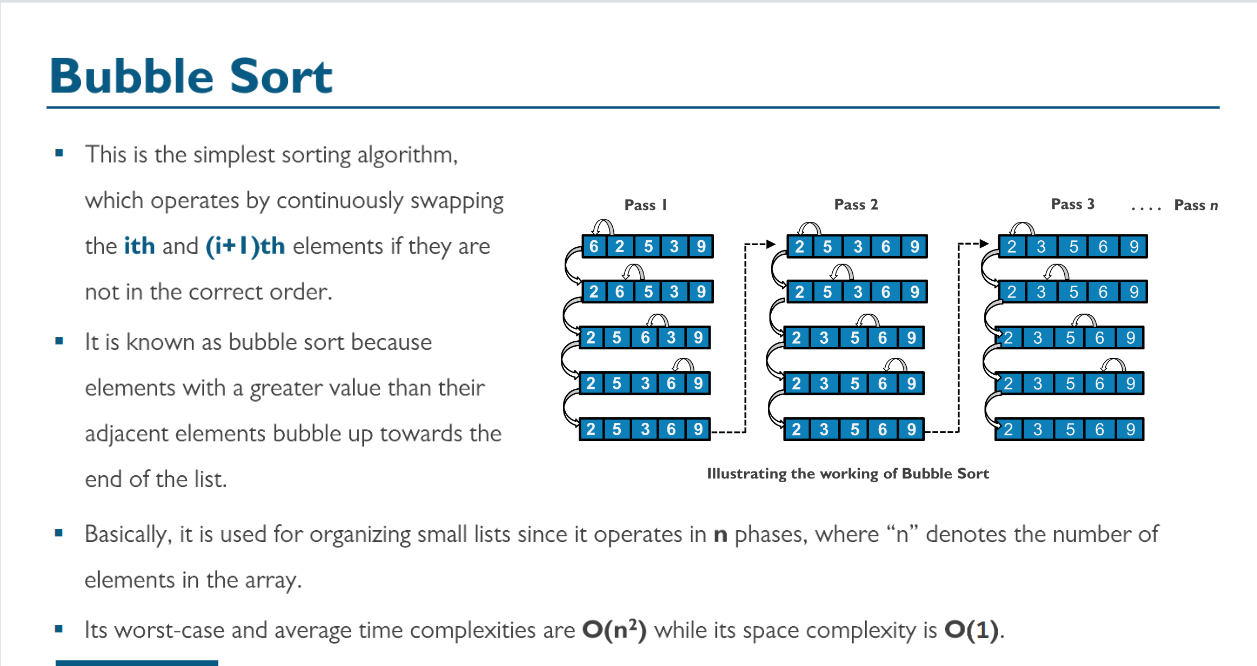 Bubble Sort
▪ This is the simplest sorting algorithm,
which operates by continuously swapping
the ith and (i+1)th elements if they are
not in the correct order.
▪ It is known as bubble sort because
elements with a greater value than their
adjacent elements bubble up towards the
end of the list.
Pass 1 Pass 2 Pass 3 .... Pass n
6 2 5 3 9 2 5 3 6 9 2 3 5 6 9
2 6 5 3 9 2 5 3 6 9 2 3 5 6 9
2 5 6 3 9 2 3 5 6 9 2 3 5 6 9
2 5 3 6 9 2 3 5 6 9 2 3 5 6 9
2 5 3 6 9 2 3 5 6 9 2 3 5 6 9
Illustrating the working of Bubble Sort
▪ Basically, it is used for organizing small lists since it operates in n phases, where “n” denotes the number of
elements in the array.
▪ Its worst-case and average time complexities are O(n²) while its space complexity is O(1).